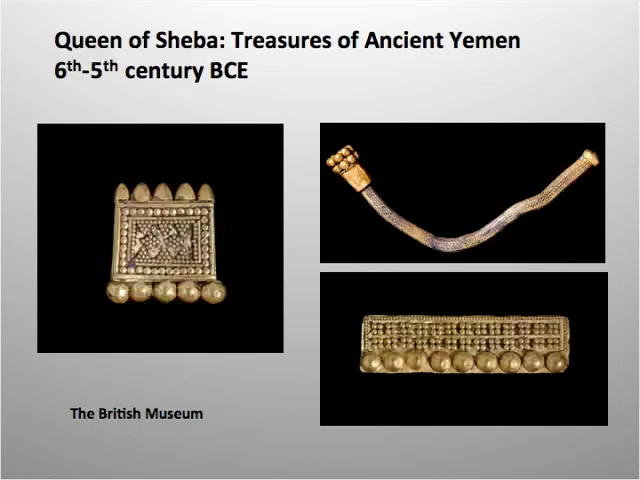 Queen of Sheba: Treasures of Ancient Yemen
6th-5th century BCE
The British Museum